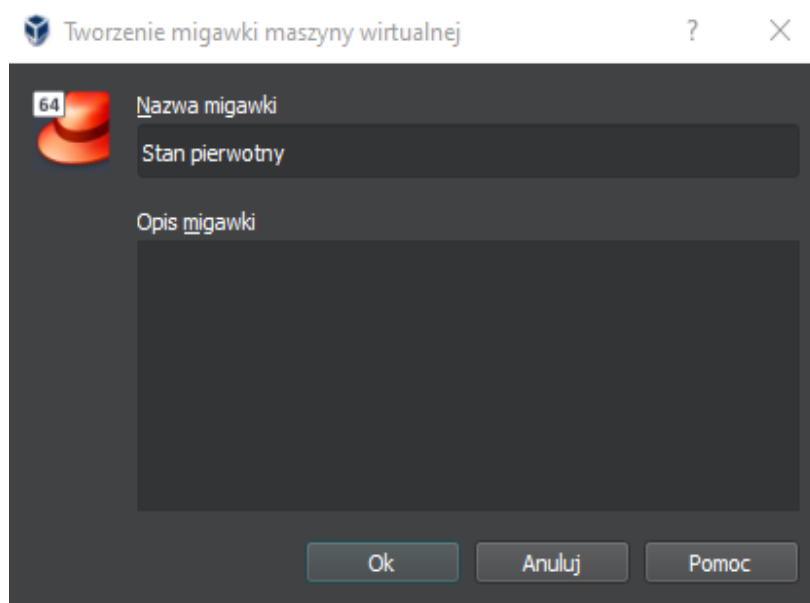 Tworzenie migawki maszyny wirtualnej ?
64
Nazwa migawki
Stan pierwotny
Opis migawki
Ok Anuluj Pomoc